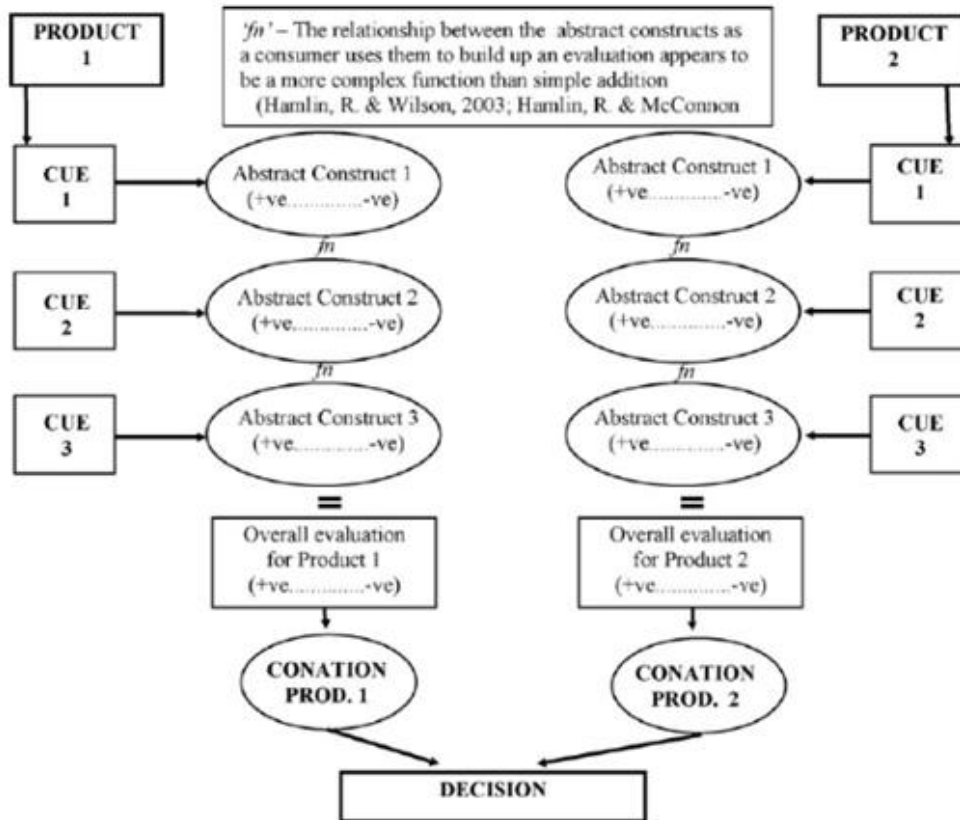 PRODUCT
1
'fn' – The relationship between the abstract constructs as
a consumer uses them to build up an evaluation appears to
be a more complex function than simple addition
(Hamlin, R. & Wilson, 2003; Hamlin, R. & McConnon
PRODUCT
2
CUE
1
Abstract Construct 1
(+ve..............-ve)
Abstract Construct 1
(+ve..............-ve)
CUE
1
fn
fn
CUE
2
Abstract Construct 2
(+ve..............-ve)
Abstract Construct 2
(+ve..............-ve)
CUE
2
fn
fn
CUE
3
Abstract Construct 3
(+ve..............-ve)
Abstract Construct 3
(+ve..............-ve)
CUE
3
=
=
Overall evaluation
for Product 1
(+ve..............-ve)
Overall evaluation
for Product 2
(+ve..............-ve)
CONATION
PROD. 1
CONATION
PROD. 2
DECISION